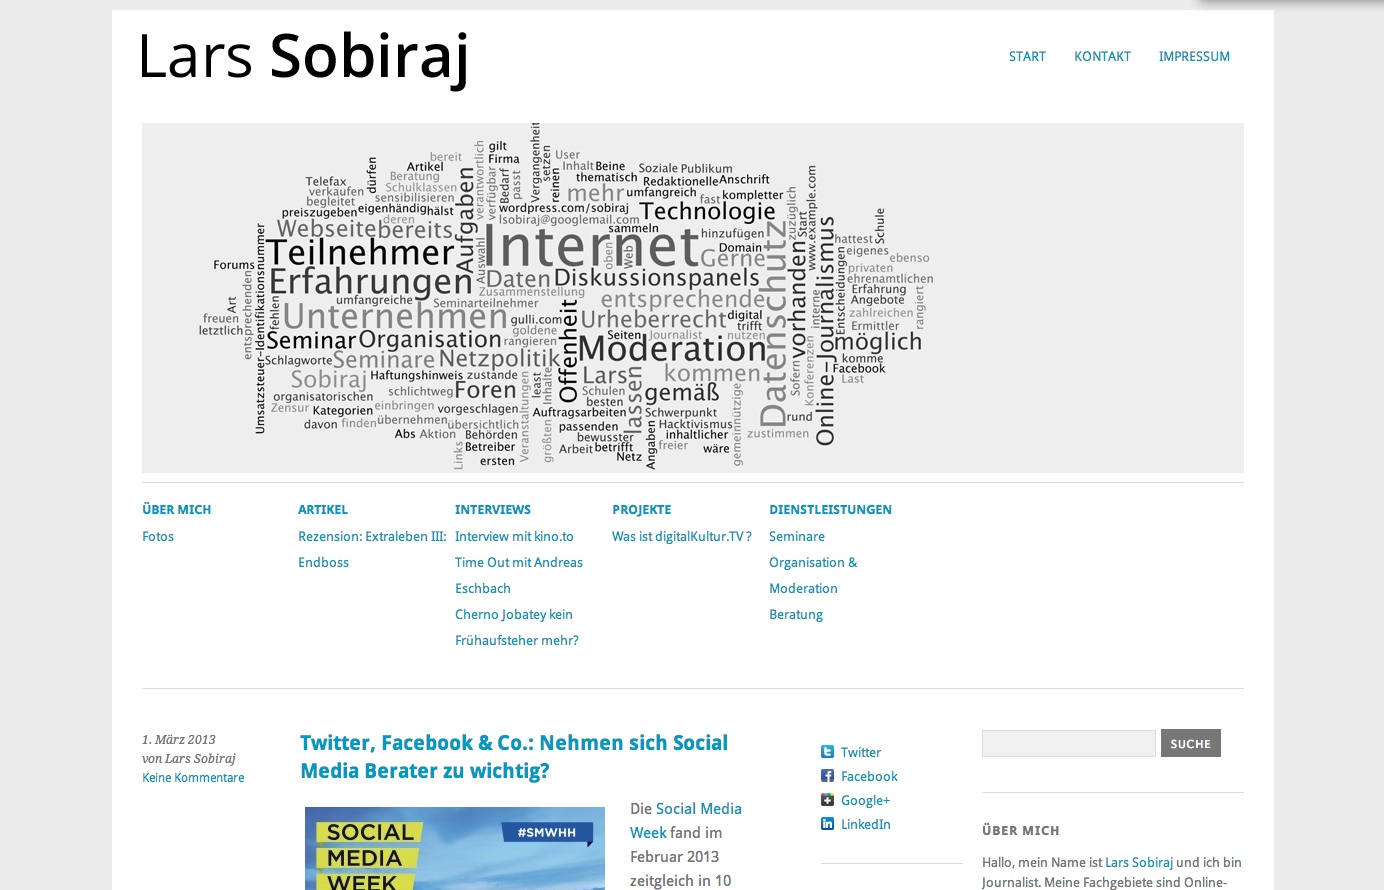 Lars Sobiraj
START KONTAKT IMPRESSUM
gilt
Vergangenheit
bereit
Artikel
dürfen
verantwortlich
Firma
setzen
User
Inhalt
Beine
Soziale
Publikum
Telefax
Beratung
Aufgaben
verfügbar
Bedarf
passt
reinen
thematisch
Redaktionelle
Anschrift
verkaufen
Schulklassen
mehr
umfangreich
fast
kompletter
zuzüglich
www.example.com
begleitet
sensibilisieren
preiszugeben
eigenhändig
hälst
wordpress.com/sobiraj
Technologie
Start
Schule
deren
lsobiraj@googlemail.com
Webseite
bereits
sammeln
hinzufügen
hattest
Teilnehmer
Auswahl
Internet
oben
Web
Domain
Gerne
Datenschutz
vorhanden
Online-Journalismus
Entscheidungen
eigenes
ebenso
Forums
Umsatzsteuer-Identifikationsnummer
entsprechenden
privaten
Erfahrungen
Daten
Diskussionspanels
ehrenamtlichen
Zusammenstellung
entsprechende
interne
Erfahrung
rangiert
Art
fehlen
umfangreiche
Seminarteilnehmer
Offenheit
Angebote
freuen
Unternehmen
gulli.com
Urheberrecht
digital
zahlreichen
letztlich
goldene
trifft
Ermittler
Seminar
Organisation
rangieren
Seiten
Journalist
nutzen
möglich
Schlagworte
Seminare
Netzpolitik
Moderation
Sofern
Konferenzen
komme
Sobiraj
Haftungshinweis
zustande
least
Inhalte
Lars
kommen
Facebook
Last
schlichtweg
Foren
Veranstaltungen
Schulen
lassen
gemäß
gemeinnützige
organisatorischen
besten
Zensur
Kategorien
einbringen
vorgeschlagen
Auftragsarbeiten
Schwerpunkt
rund
davon
finden
übernehmen
übersichtlich
größten
passenden
Angaben
Hacktivismus
Abs
Aktion
Behörden
bewusster
inhaltlicher
zustimmen
Links
Betreiber
Arbeit
betrifft
freier
wäre
ersten
Netz
ÜBER MICH ARTIKEL INTERVIEWS PROJEKTE DIENSTLEISTUNGEN
Fotos Rezension: Extraleben III: Interview mit kino.to Was ist digitalKultur.TV ? Seminare
Endboss Time Out mit Andreas Organisation &
Eschbach Moderation
Cherno Jobatey kein Beratung
Frühaufsteher mehr?
1. März 2013
von Lars Sobiraj
Keine Kommentare
Twitter, Facebook & Co.: Nehmen sich Social
Media Berater zu wichtig?
SOCIAL
MEDIA
WEEK
#SMWHH
Die Social Media
Week fand im
Februar 2013
zeitgleich in 10
Twitter
Facebook
Google+
LinkedIn
SUCHE
ÜBER MICH
Hallo, mein Name ist Lars Sobiraj und ich bin
Journalist. Meine Fachgebiete sind Online-